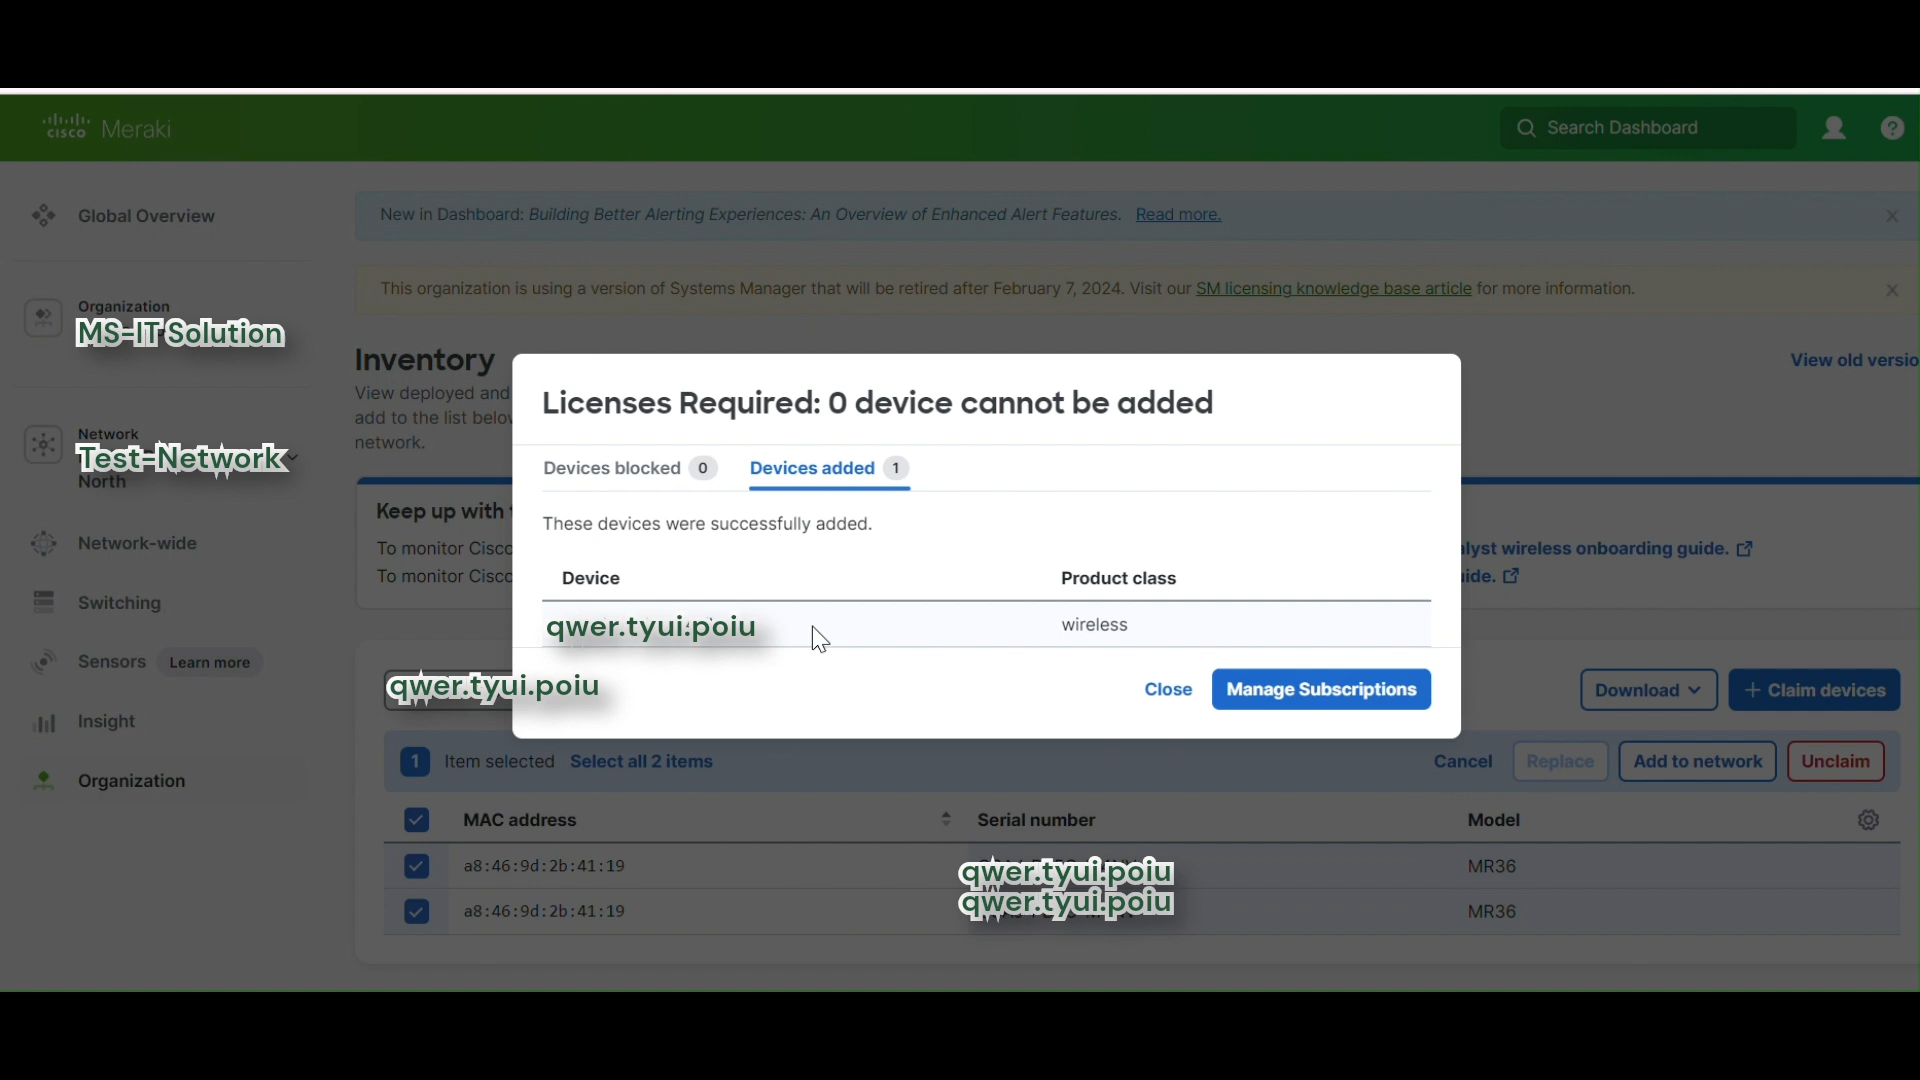 cisco Meraki
Search Dashboard
Global Overview
New in Dashboard: Building Better Alerting Experiences: An Overview of Enhanced Alert Features. Read more.
This organization is using a version of Systems Manager that will be retired after February 7, 2024. Visit our SM licensing knowledge base article for more information.
Organization
MS-IT Solution
Network
Test-Network
North
Network-wide
Switching
Sensors Learn more
Insight
Organization
Inventory
View old versio
View deployed and
add to the list below
network.
Keep up with
To monitor Cisco
To monitor Cisco
alyst wireless onboarding guide.
uide.
Licenses Required: 0 device cannot be added
Devices blocked 0 Devices added 1
These devices were successfully added.
Device Product class
qwer.tyui.poiu wireless
Close Manage Subscriptions
qwer.tyui.poiu
Download + Claim devices
1 Item selected Select all 2 items Cancel Replace Add to network Unclaim
MAC address Serial number Model
a8:46:9d:2b:41:19 qwer.tyui.poiu MR36
a8:46:9d:2b:41:19 qwer.tyui.poiu MR36